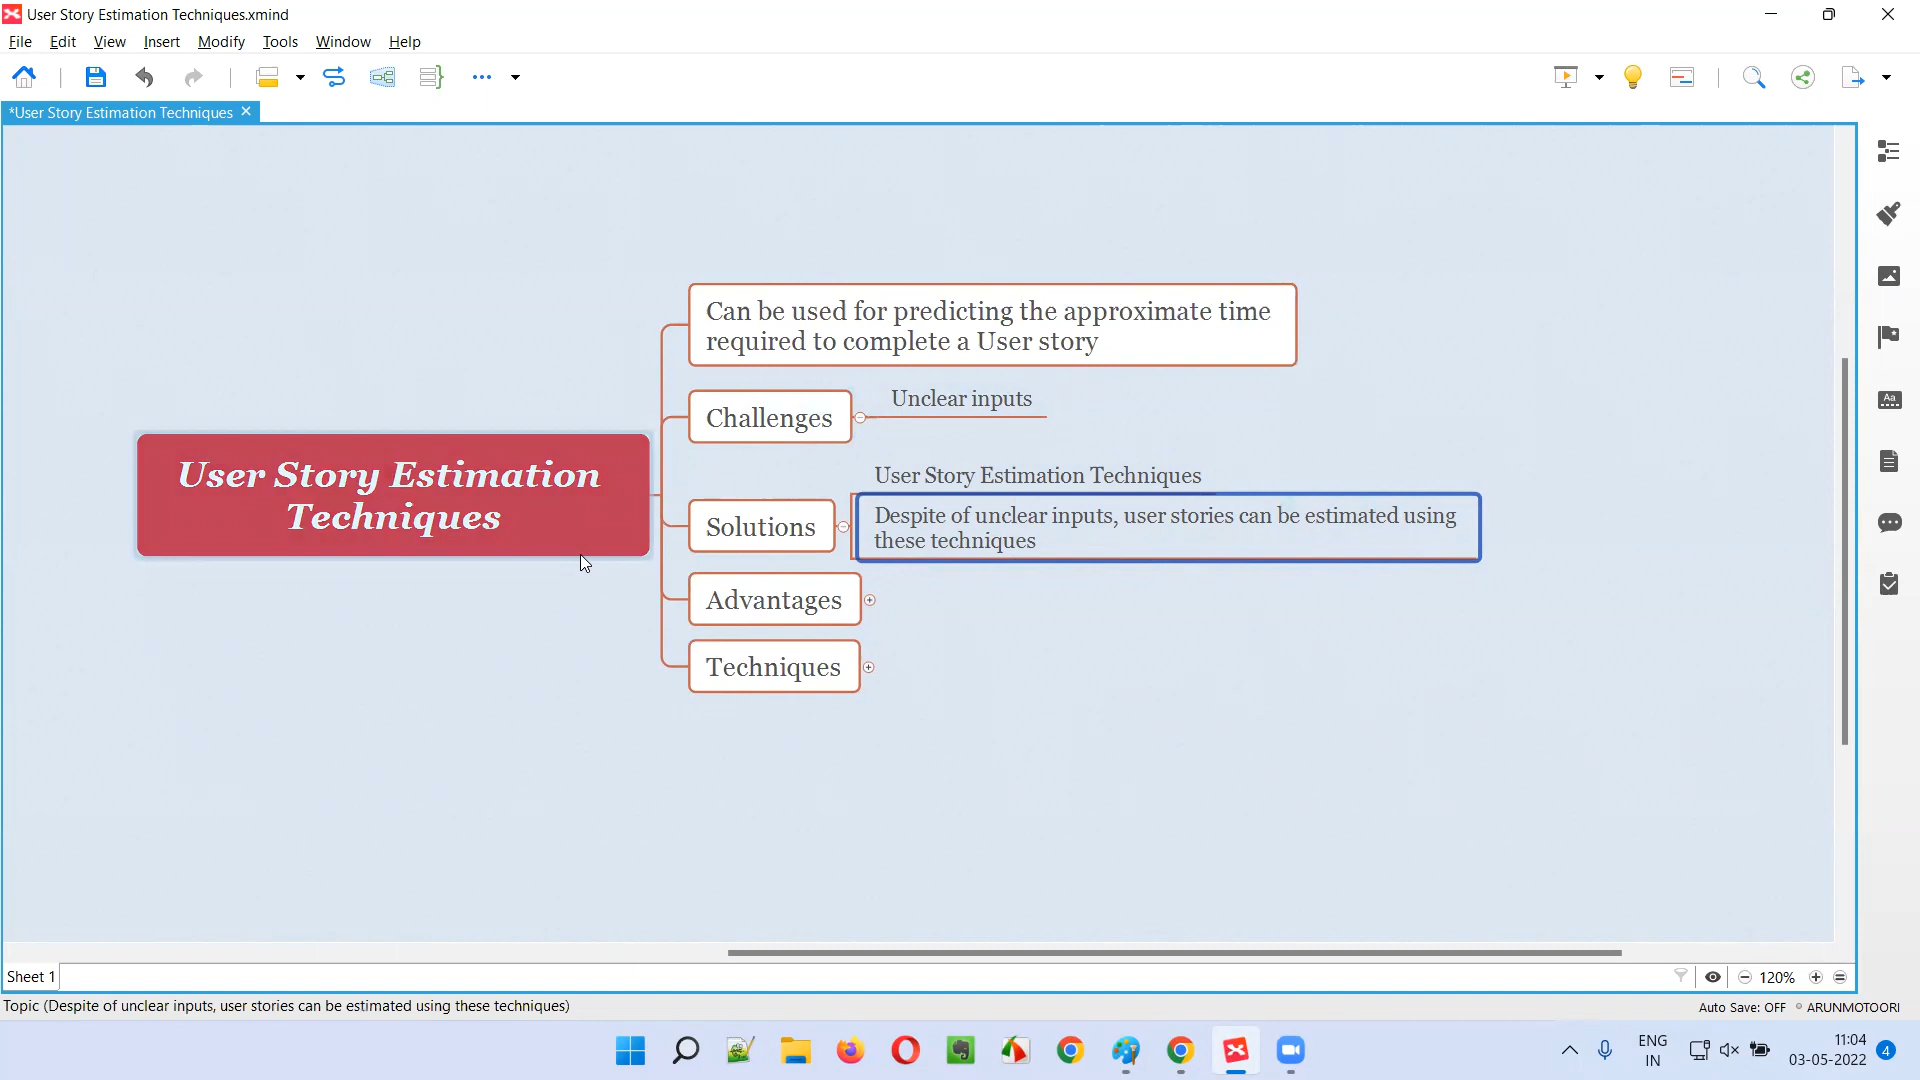 User Story Estimation Techniques.xmind
File Edit View Insert Modify Tools Window Help
*User Story Estimation Techniques
Can be used for predicting the approximate time
required to complete a User story
Challenges
Unclear inputs
User Story Estimation
Techniques
User Story Estimation Techniques
Solutions
Despite of unclear inputs, user stories can be estimated using
these techniques
Advantages
Techniques
Aa
Sheet 1
120%
Topic (Despite of unclear inputs, user stories can be estimated using these techniques)
Auto Save: OFF
ARUNMOTOORI
ENG
IN
11:04
03-05-2022
4